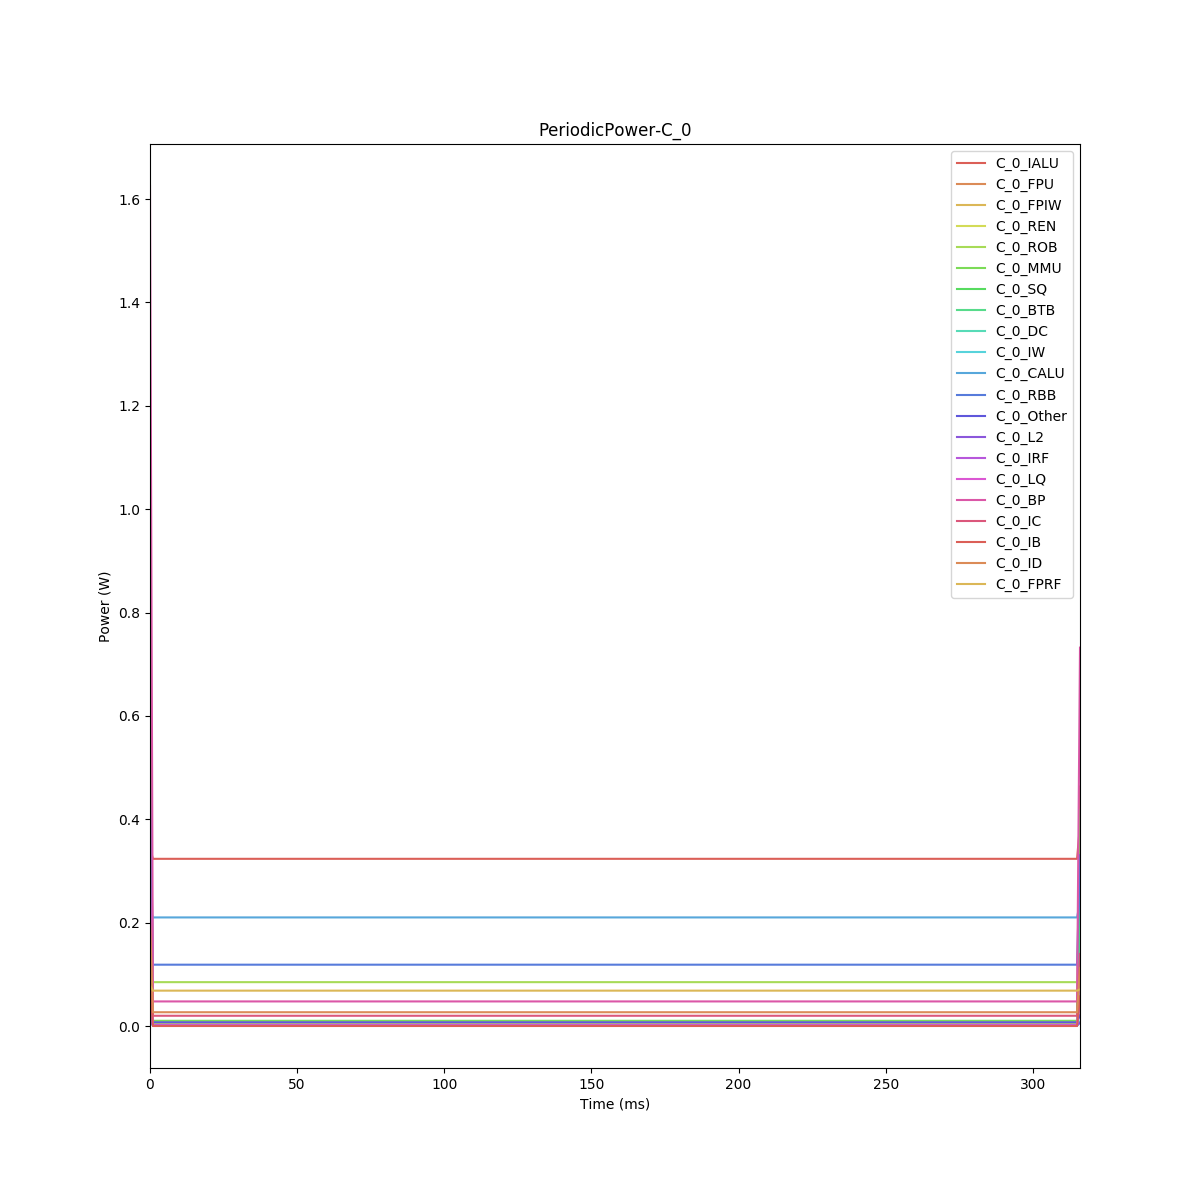 PeriodicPower-C_0
1.6
1.4
1.2
1.0
0.8
0.6
0.4
0.2
0.0
Power (W)
0
50
100
150
200
250
300
Time (ms)
C_0_IALU
C_0_FPU
C_0_FPIW
C_0_REN
C_0_ROB
C_0_MMU
C_0_SQ
C_0_BTB
C_0_DC
C_0_IW
C_0_CALU
C_0_RBB
C_0_Other
C_0_L2
C_0_IRF
C_0_LQ
C_0_BP
C_0_IC
C_0_IB
C_0_ID
C_0_FPRF